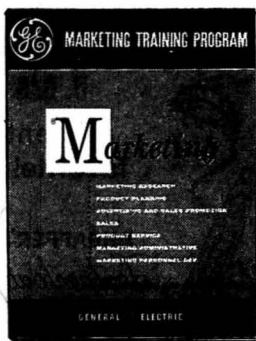 GE
MARKETING TRAINING PROGRAM
Marketing
MARKETING RESEARCH
PRODUCT PLANNING
ADVERTISING AND SALES PROMOTION
SALES
PRODUCT SERVICE
MARKETING ADMINISTRATIVE
MARKETING PERSONNEL DEV.
GENERAL ELECTRIC